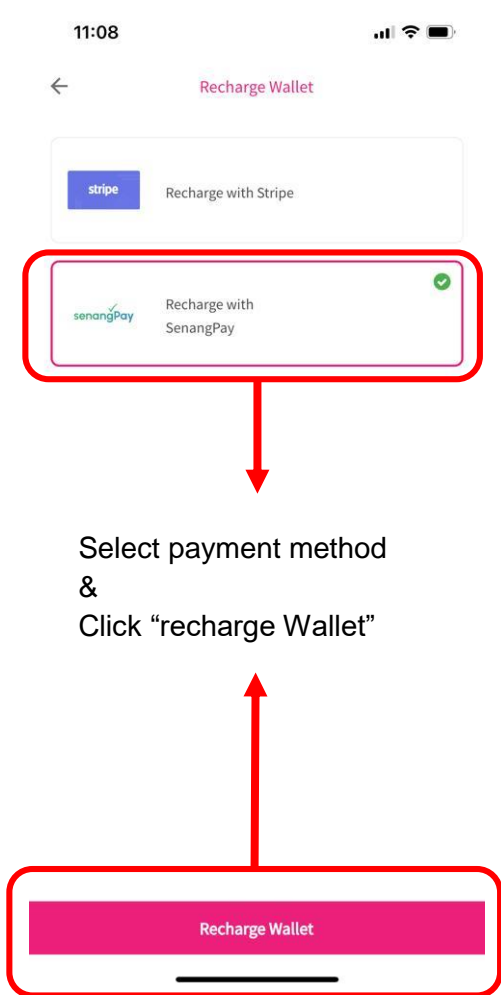 11:08
Recharge Wallet
stripe
Recharge with Stripe
senangPay
Recharge with
SenangPay
Select payment method
&
Click “recharge Wallet”
Recharge Wallet